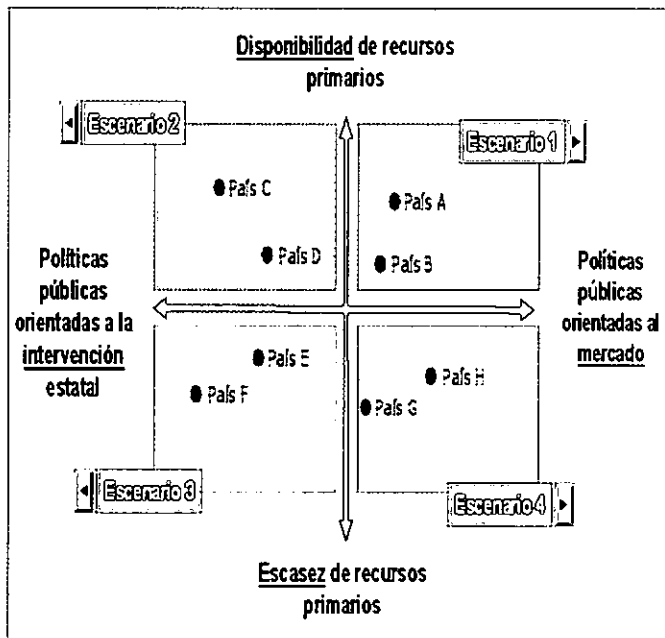 Disponibilidad de recursos
primarios
Escenario 2
Escenario 1
País C
País A
País D
País B
Políticas
públicas
orientadas a la
intervención
estatal
Políticas
públicas
orientadas al
mercado
País E
País F
País H
País G
Escenario 3
Escenario 4
Escasez de recursos
primarios